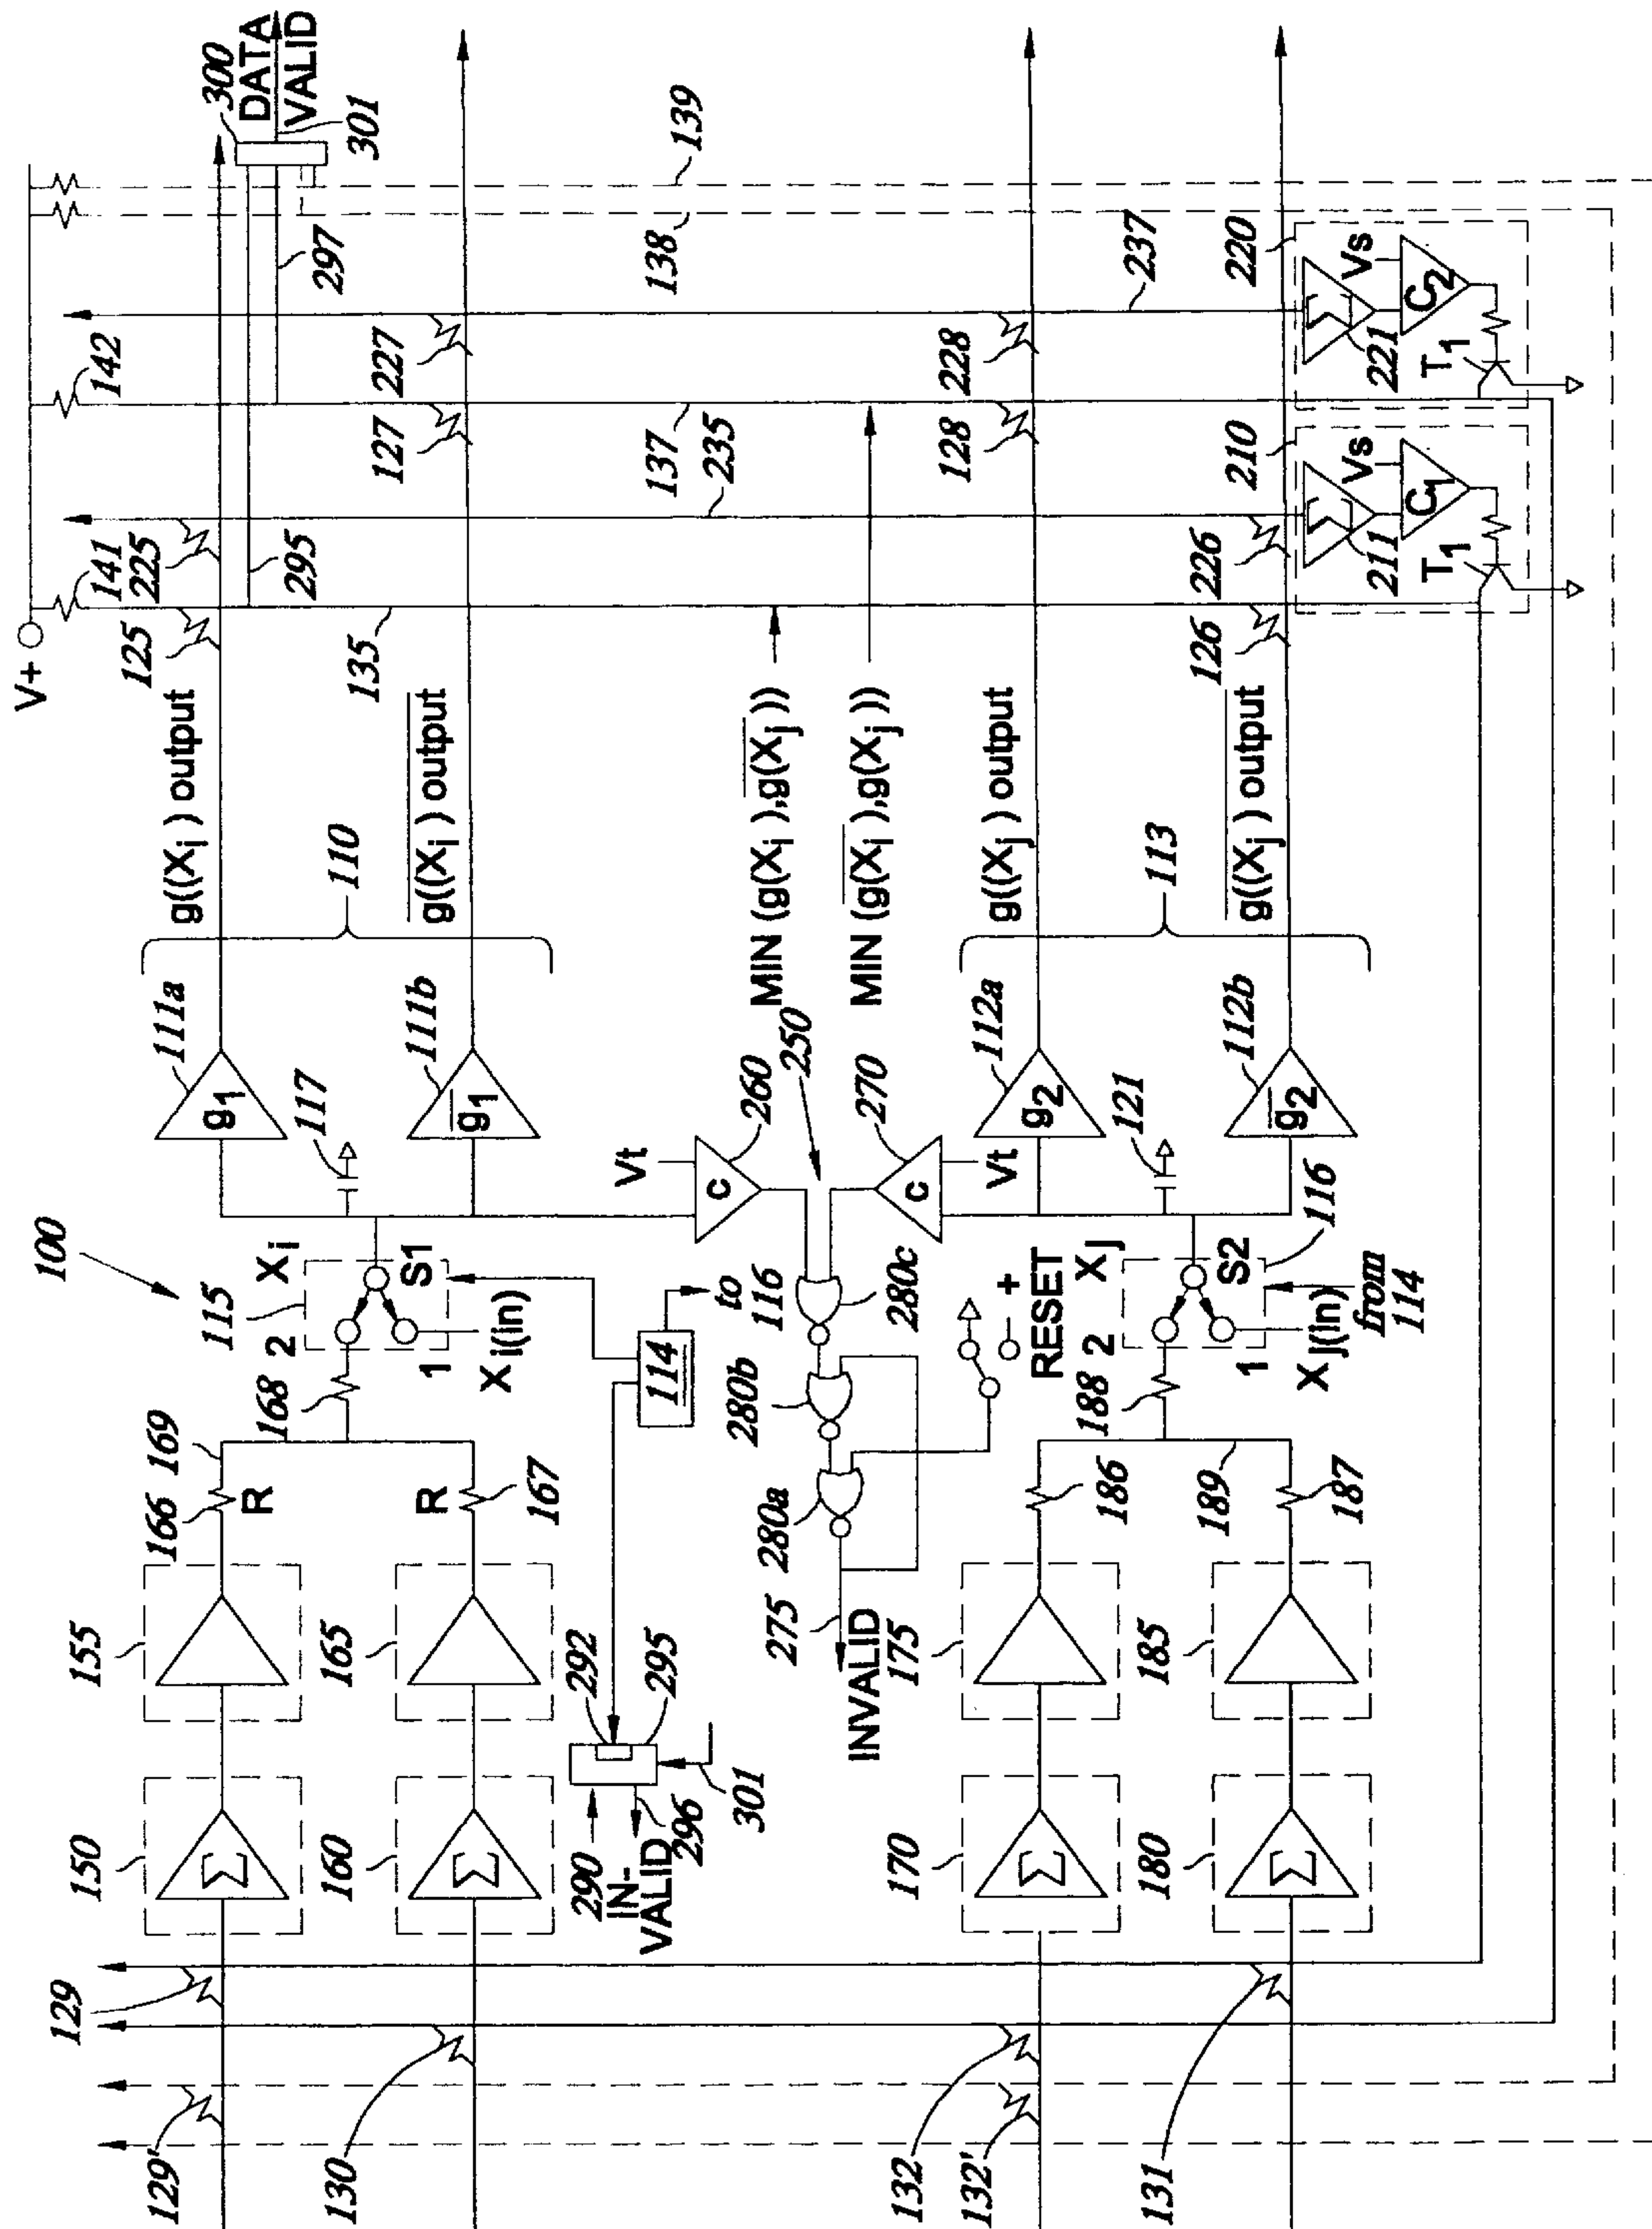 100
V+
141
142
300
DATA
VALID
301
125
225
295
297
g((Xi) output
111a
g1
110
135
127
227
g((Xi) output
111b
g1
117
115
Xi
S1
2
1
Xi(in)
168
169
166
R
R
167
155
150
Σ
165
160
Σ
129
129'
130
114
to
116
292
295
290
IN-
VALID
296
301
Vt
260
c
250
270
c
Vt
280c
280b
280a
275
INVALID
RESET
+
MIN (g(Xi),g(Xj))
MIN (g(Xi),g(Xj))
137
235
138
139
237
g((Xj) output
112a
g2
113
128
228
g((Xj) output
112b
g2
121
116
Xj
S2
2
1
Xj(in)
from
114
188
186
189
187
175
170
Σ
185
180
Σ
132
132'
131
126
226
210
Σ
Vs
C1
211
T1
220
Σ
Vs
C2
221
T1